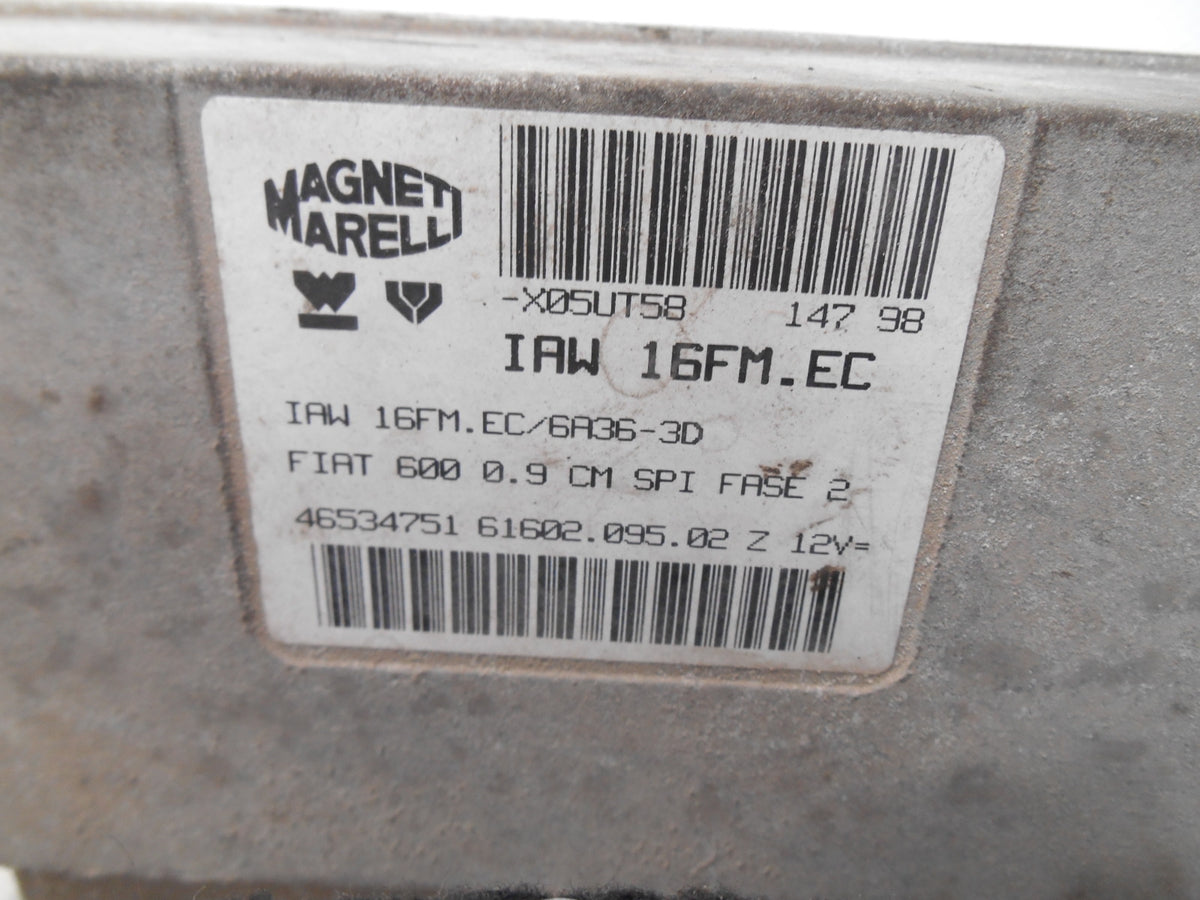 MAGNETI
MARELLI
-X05UT58 147 98
IAW 16FM.EC
IAW 16FM.EC/6A36-3D
FIAT 600 0.9 CM SPI FASE 2
46534751 61602.095.02 Z 12V=